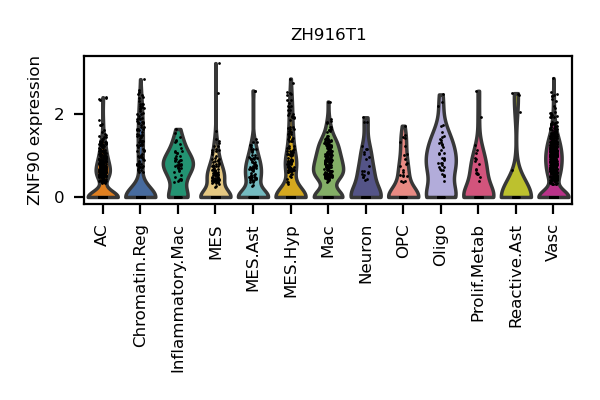 ZH916T1
ZNF90 expression
2
0
AC
Chromatin.Reg
Inflammatory.Mac
MES
MES.Ast
MES.Hyp
Mac
Neuron
OPC
Oligo
Prolif.Metab
Reactive.Ast
Vasc